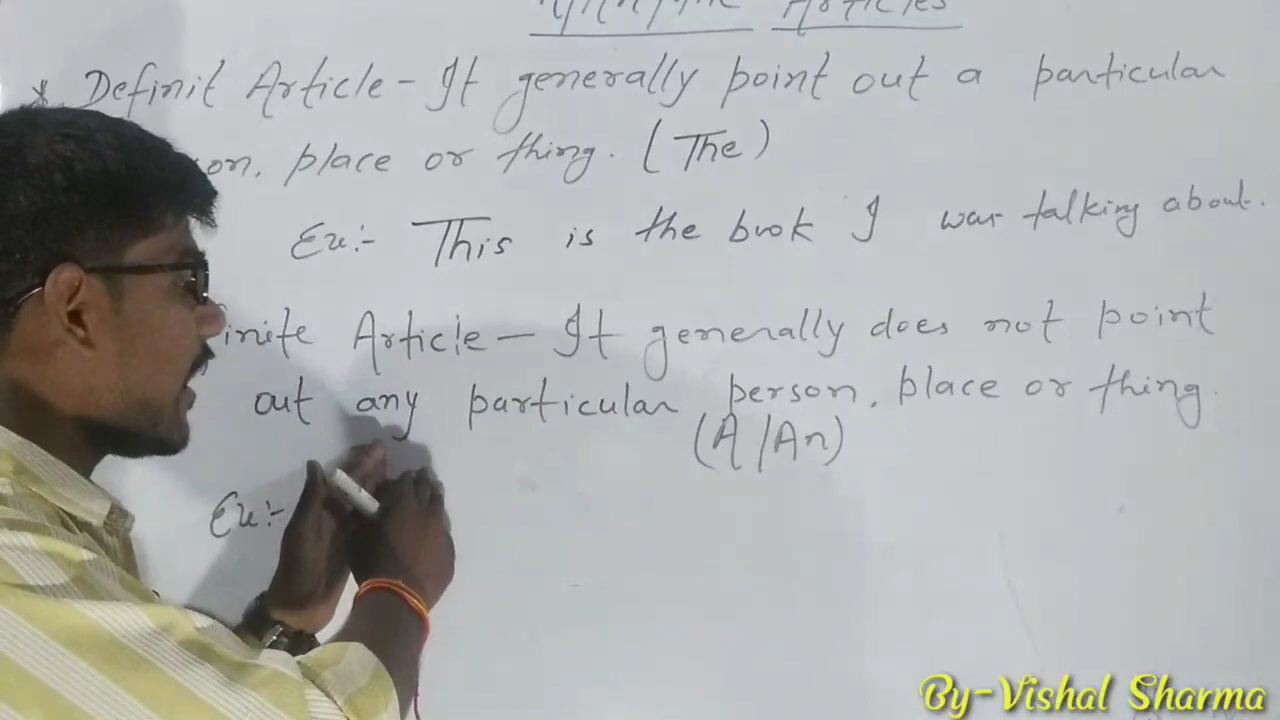 Articles
* Definit Article - It generally point out a particular
on, place or thing. (The)
Ex:- This is the book I was talking about.
finite Article - It generally does not point
out any particular person, place or thing.
(A/An)
Ex:-
By-Vishal Sharma